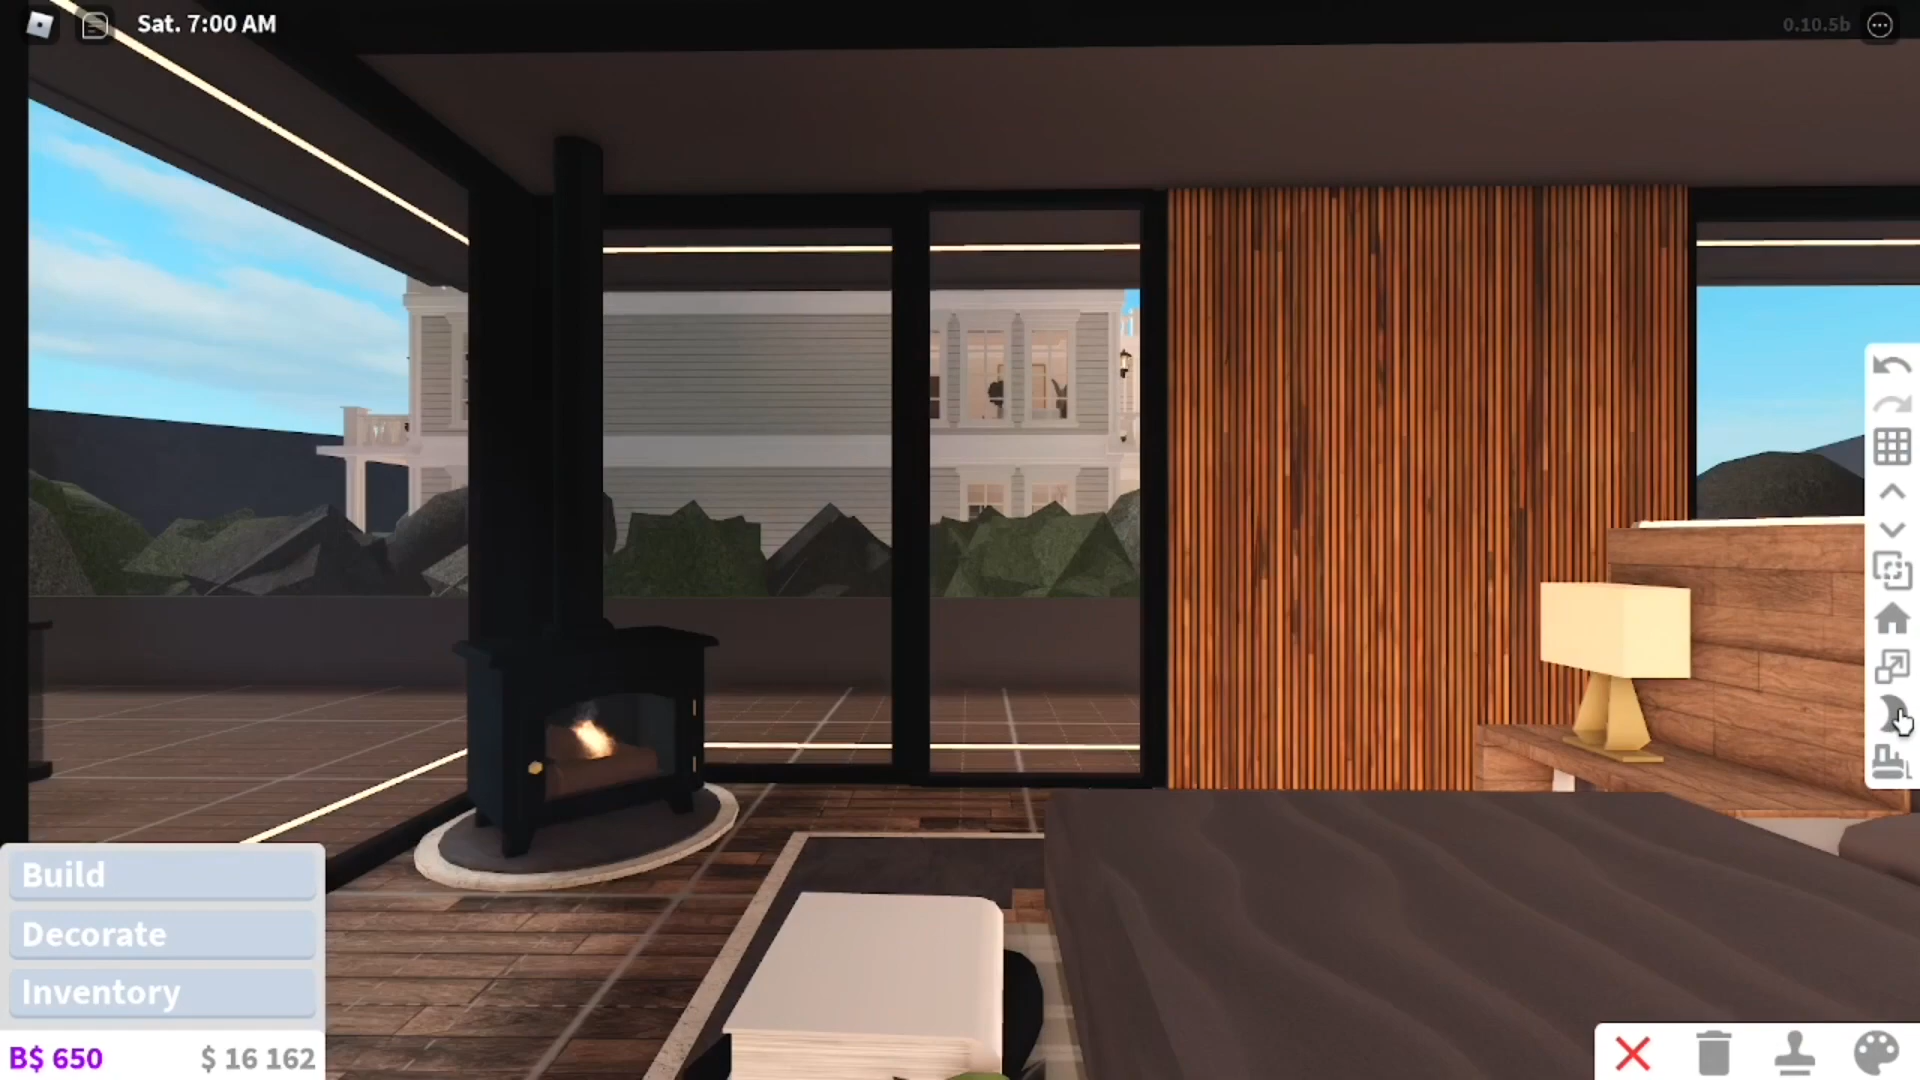 Sat. 7:00 AM
0.10.5b
Build
Decorate
Inventory
B$ 650
$ 16 162